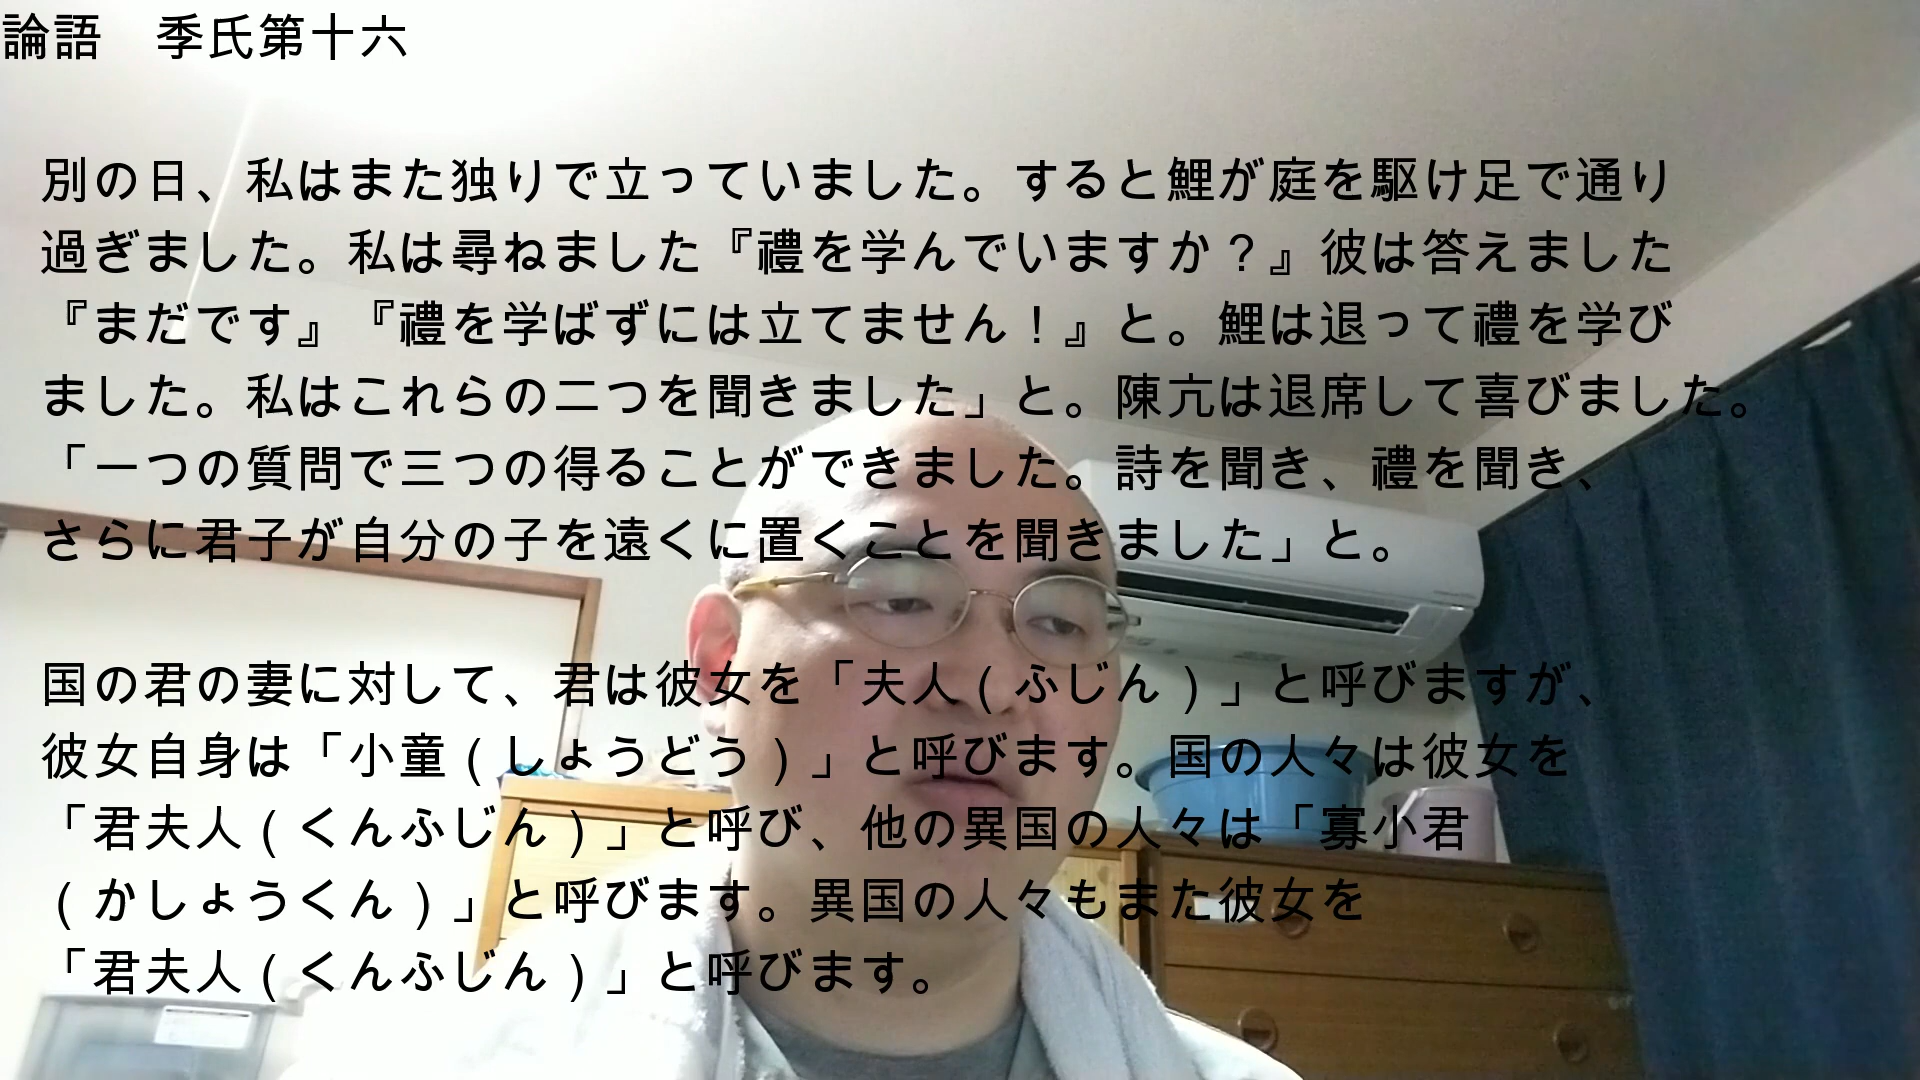 論語　季氏第十六
別の日、私はまた独りで立っていました。すると鯉が庭を駆け足で通り
過ぎました。私は尋ねました『禮を学んでいますか？』彼は答えました
『まだです』『禮を学ばずには立てません！』と。鯉は退って禮を学び
ました。私はこれらの二つを聞きました」と。陳亢は退席して喜びました。
「一つの質問で三つの得ることができました。詩を聞き、禮を聞き、
さらに君子が自分の子を遠くに置くことを聞きました」と。
国の君の妻に対して、君は彼女を「夫人（ふじん）」と呼びますが、
彼女自身は「小童（しょうどう）」と呼びます。国の人々は彼女を
「君夫人（くんふじん）」と呼び、他の異国の人々は「寡小君
（かしょうくん）」と呼びます。異国の人々もまた彼女を
「君夫人（くんふじん）」と呼びます。